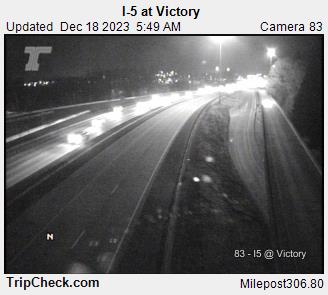 I-5 at Victory
Updated Dec 18 2023 5:49 AM Camera 83
T
N
83 - I5 @ Victory
TripCheck.com Milepost306.80